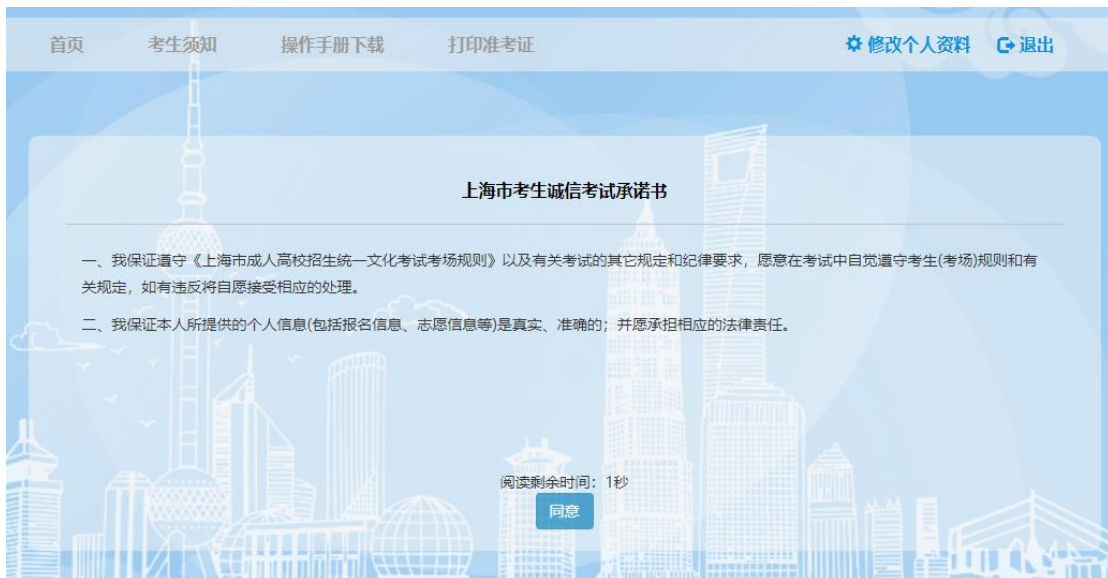 首页 考生须知 操作手册下载 打印准考证 修改个人资料 退出
上海市考生诚信考试承诺书
一、我保证遵守《上海市成人高校招生统一文化考试考场规则》以及有关考试的其它规定和纪律要求，愿意在考试中自觉遵守考生(考场)规则和有
关规定，如有违反将自愿接受相应的处理。
二、我保证本人所提供的个人信息(包括报名信息、志愿信息等)是真实、准确的；并愿承担相应的法律责任。
阅读剩余时间：1秒
同意